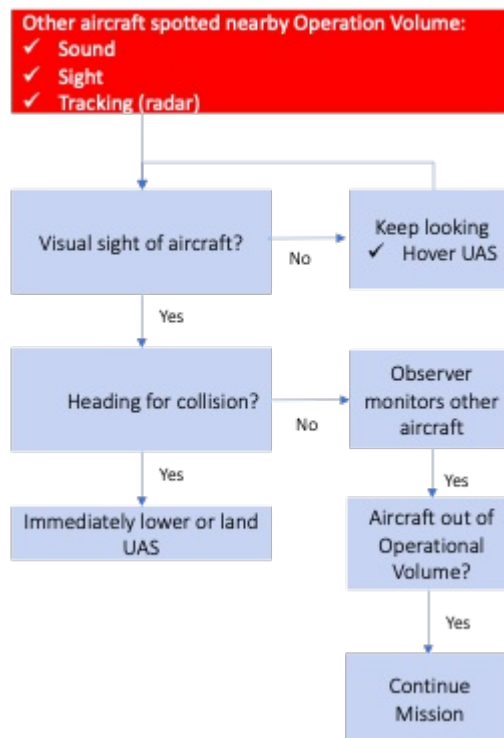 Other aircraft spotted nearby Operation Volume:
✓ Sound
✓ Sight
✓ Tracking (radar)
Visual sight of aircraft?
No
Keep looking
✓ Hover UAS
Yes
Heading for collision?
No
Observer
monitors other
aircraft
Yes
Immediately lower or land
UAS
Yes
Aircraft out of
Operational
Volume?
Yes
Continue
Mission